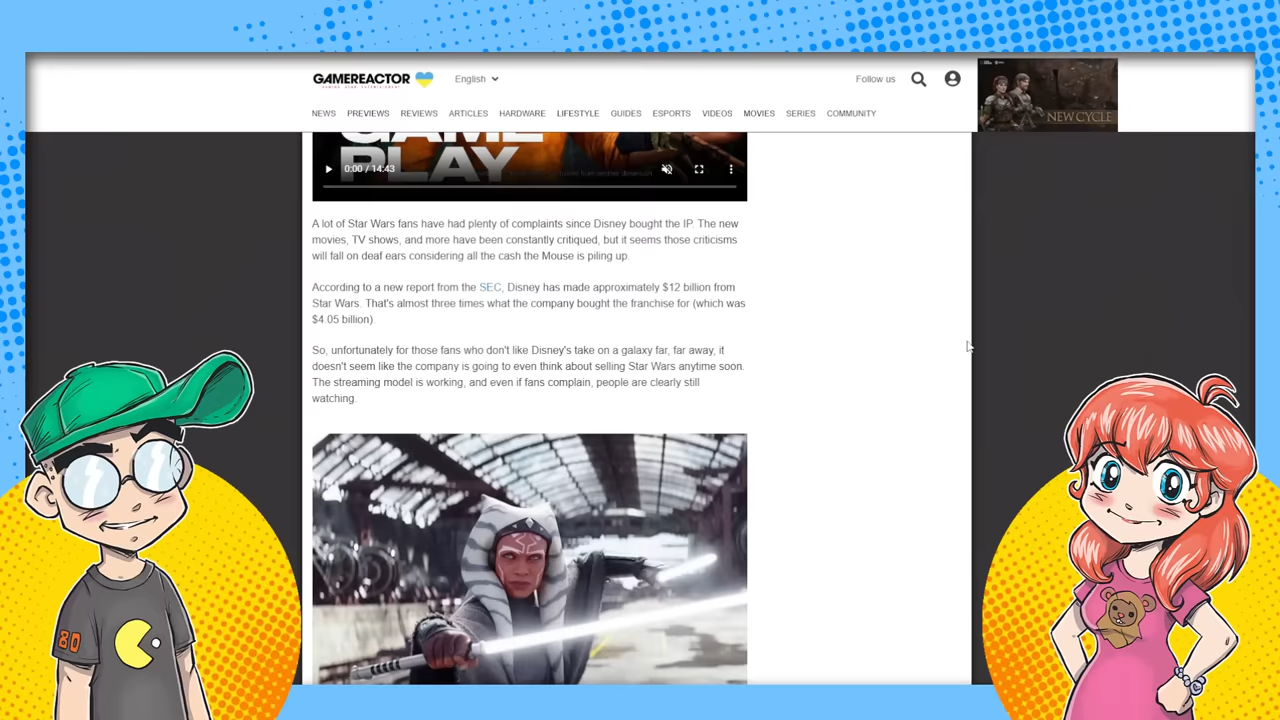 GAMEREACTOR
English
Follow us
NEWS PREVIEWS REVIEWS ARTICLES HARDWARE LIFESTYLE GUIDES ESPORTS VIDEOS MOVIES SERIES COMMUNITY
NEW CYCLE
GAME
PLAY
0:00 / 14:43
A lot of Star Wars fans have had plenty of complaints since Disney bought the IP. The new
movies, TV shows, and more have been constantly critiqued, but it seems those criticisms
will fall on deaf ears considering all the cash the Mouse is piling up.
According to a new report from the SEC, Disney has made approximately $12 billion from
Star Wars. That's almost three times what the company bought the franchise for (which was
$4.05 billion).
So, unfortunately for those fans who don't like Disney's take on a galaxy far, far away, it
doesn't seem like the company is going to even think about selling Star Wars anytime soon.
The streaming model is working, and even if fans complain, people are clearly still
watching.
80